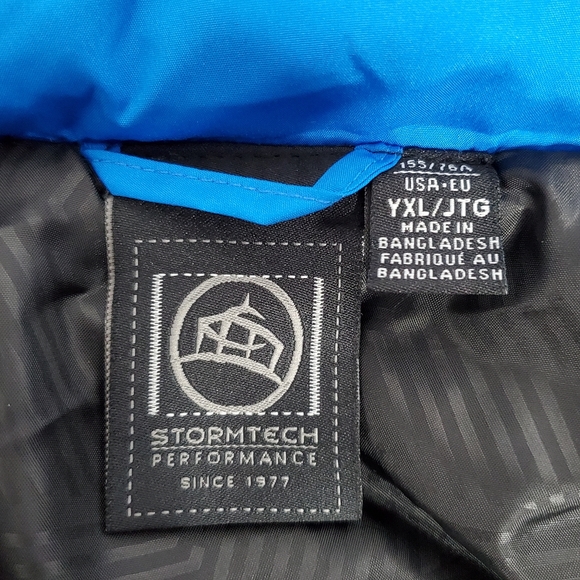 USA•EU
YXL/JTG
MADE IN
BANGLADESH
FABRIQUÉ AU
BANGLADESH
STORMTECH
PERFORMANCE
SINCE 1977